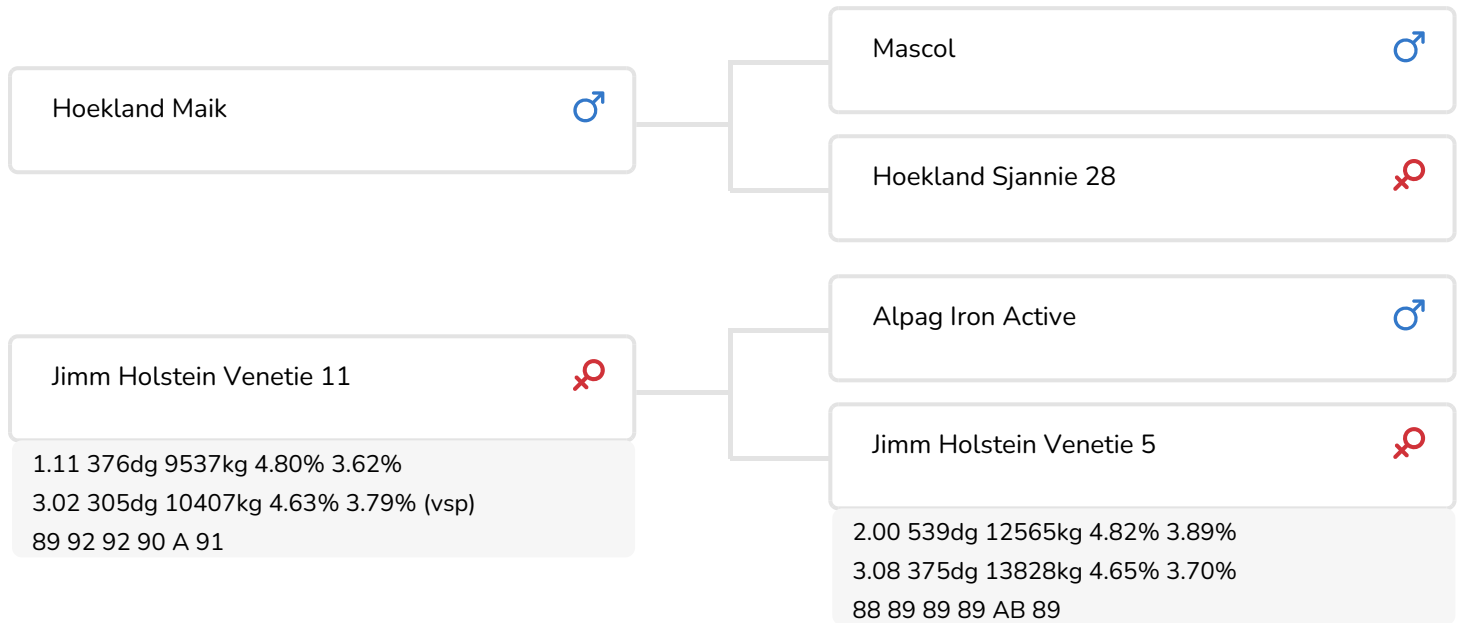 Hoekland Maik
Mascol
Hoekland Sjannie 28
Jimm Holstein Venetie 11
1.11 376dg 9537kg 4.80% 3.62%
3.02 305dg 10407kg 4.63% 3.79% (vsp)
89 92 92 90 A 91
Alpag Iron Active
Jimm Holstein Venetie 5
2.00 539dg 12565kg 4.82% 3.89%
3.08 375dg 13828kg 4.65% 3.70%
88 89 89 89 AB 89